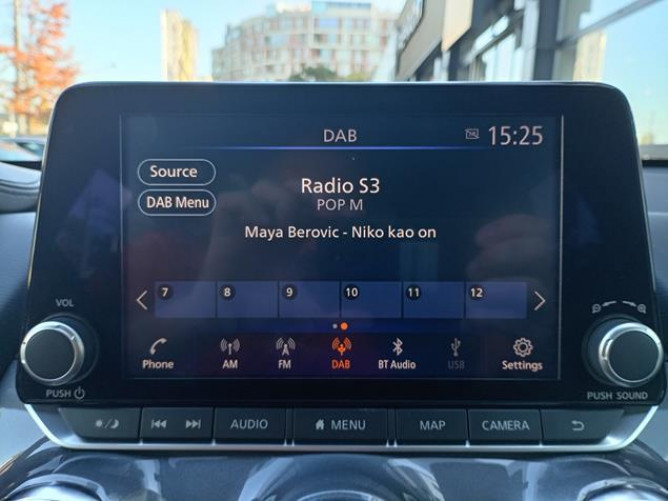 DAB
15:25
Source
Radio S3
DAB Menu
POP M
Maya Berovic - Niko kao on
7 8 9 10 11 12
VOL
Phone AM FM DAB BT Audio USB Settings
PUSH
PUSH SOUND
AUDIO MENU MAP CAMERA